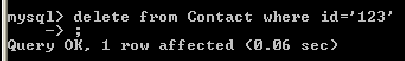 mysql> delete from Contact where id='123'
    -> ;
Query OK, 1 row affected (0.06 sec)